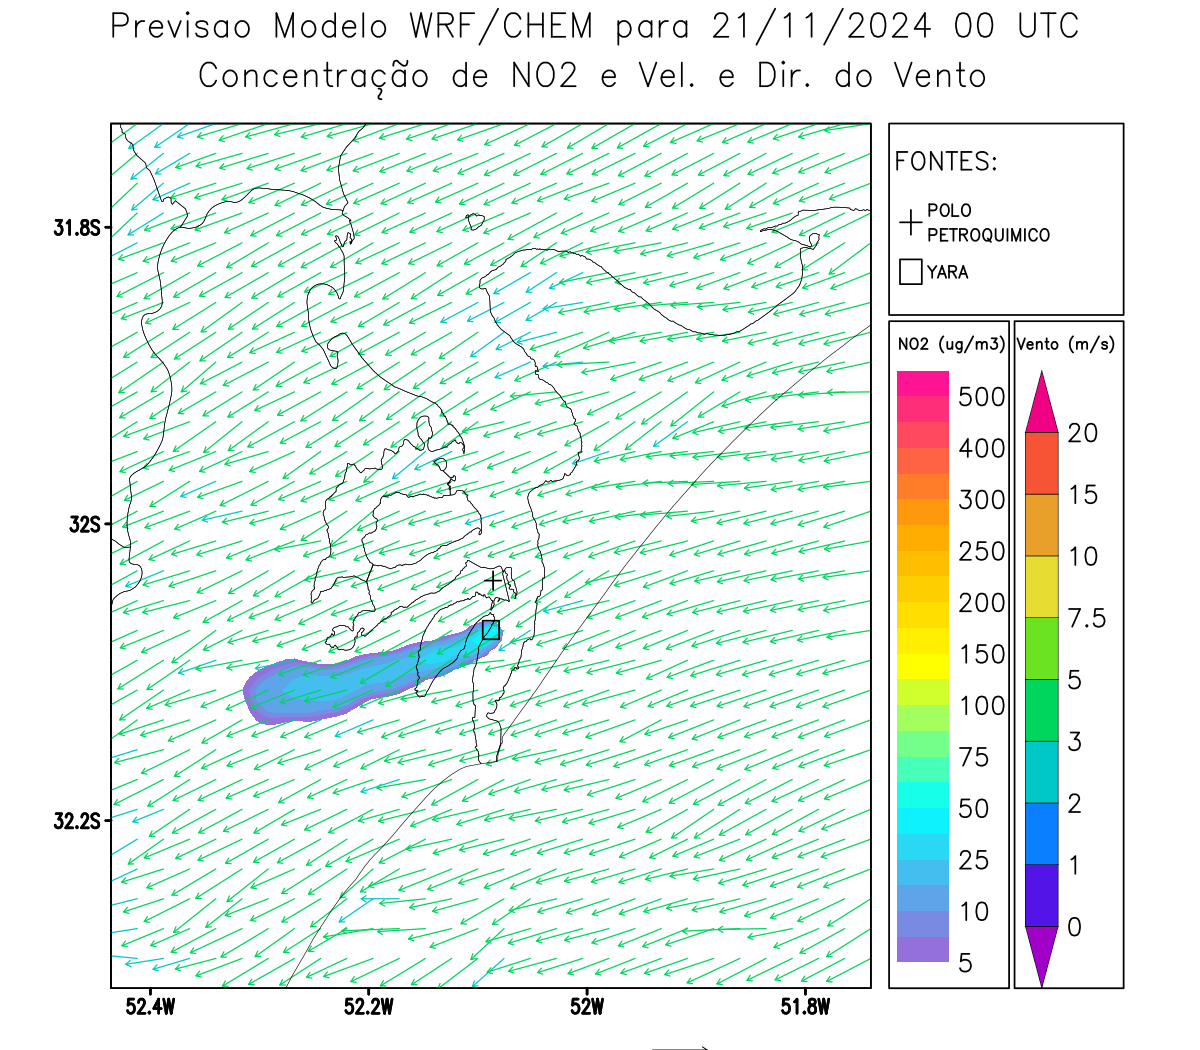 Previsao Modelo WRF/CHEM para 21/11/2024 00 UTC
Concentração de NO2 e Vel. e Dir. do Vento
FONTES:
POLO
PETROQUIMICO
YARA
31.8S
32S
32.2S
52.4W
52.2W
52W
51.8W
NO2 (ug/m3)
500
400
300
250
200
150
100
75
50
25
10
5
Vento (m/s)
20
15
10
7.5
5
3
2
1
0